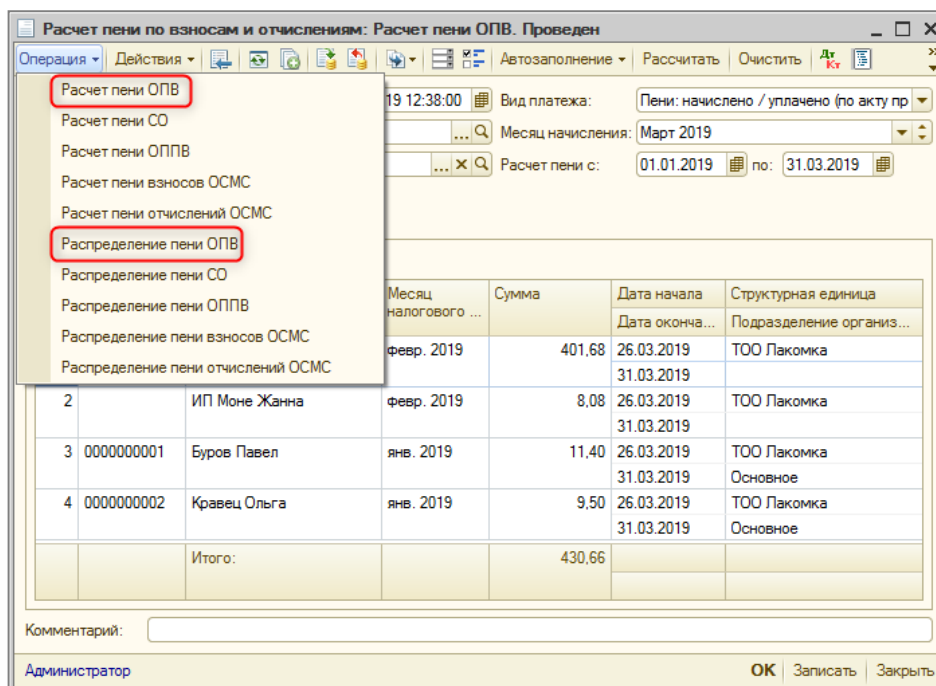 Расчет пени по взносам и отчислениям: Расчет пени ОПВ. Проведен
Операция Действия Автозаполнение Рассчитать Очистить Дт Кт
Расчет пени ОПВ
Расчет пени СО
Расчет пени ОППВ
Расчет пени взносов ОСМС
Расчет пени отчислений ОСМС
Распределение пени ОПВ
Распределение пени СО
Распределение пени ОППВ
Распределение пени взносов ОСМС
Распределение пени отчислений ОСМС
19 12:38:00 Вид платежа: Пени: начислено / уплачено (по акту пр
Месяц начисления: Март 2019
Расчет пени с: 01.01.2019 по: 31.03.2019
Месяц налогового ... Сумма Дата начала Структурная единица
Дата оконча... Подразделение организ...
февр. 2019 401,68 26.03.2019 ТОО Лакомка
31.03.2019
2 ИП Моне Жанна февр. 2019 8,08 26.03.2019 ТОО Лакомка
31.03.2019
3 0000000001 Буров Павел янв. 2019 11,40 26.03.2019 ТОО Лакомка
31.03.2019 Основное
4 0000000002 Кравец Ольга янв. 2019 9,50 26.03.2019 ТОО Лакомка
31.03.2019 Основное
Итого: 430,66
Комментарий:
Администратор OK Записать Закрыть